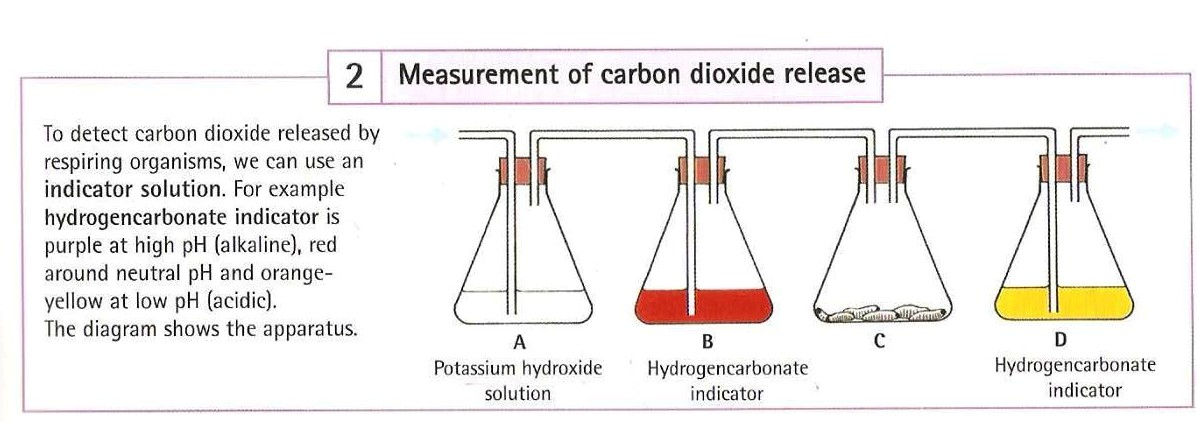 2 Measurement of carbon dioxide release
To detect carbon dioxide released by
respiring organisms, we can use an
indicator solution. For example
hydrogencarbonate indicator is
purple at high pH (alkaline), red
around neutral pH and orange-
yellow at low pH (acidic).
The diagram shows the apparatus.
A
Potassium hydroxide
solution
B
Hydrogencarbonate
indicator
C
D
Hydrogencarbonate
indicator